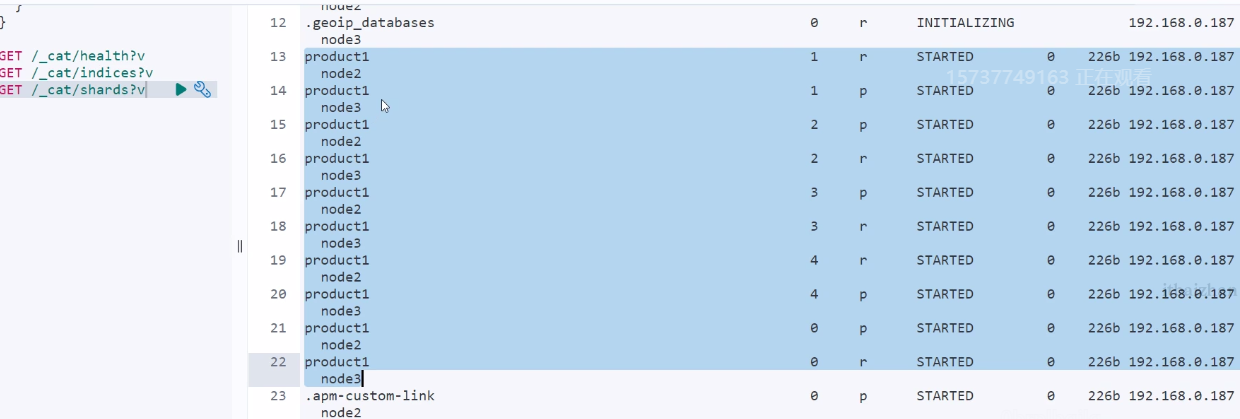 }
}
GET /_cat/health?v
GET /_cat/indices?v
GET /_cat/shards?v
node2
12 .geoip_databases 0 r INITIALIZING 192.168.0.187
node3
13 product1 1 r STARTED 0 226b 192.168.0.187
node2
15737749163 正在观看
14 product1 1 p STARTED 0 226b 192.168.0.187
node3
15 product1 2 p STARTED 0 226b 192.168.0.187
node2
16 product1 2 r STARTED 0 226b 192.168.0.187
node3
17 product1 3 p STARTED 0 226b 192.168.0.187
node2
18 product1 3 r STARTED 0 226b 192.168.0.187
node3
19 product1 4 r STARTED 0 226b 192.168.0.187
node2
20 product1 4 p STARTED 0 226b 192.168.0.187
node3
21 product1 0 p STARTED 0 226b 192.168.0.187
node2
22 product1 0 r STARTED 0 226b 192.168.0.187
node3
23 .apm-custom-link 0 p STARTED 0 226b 192.168.0.187
node2